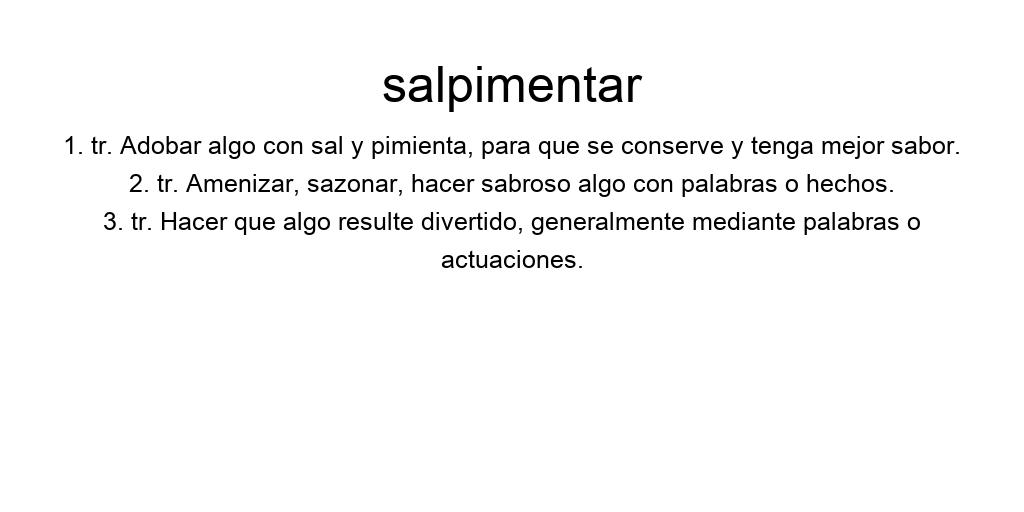 salpimentar
1. tr. Adobar algo con sal y pimienta, para que se conserve y tenga mejor sabor.
2. tr. Amenizar, sazonar, hacer sabroso algo con palabras o hechos.
3. tr. Hacer que algo resulte divertido, generalmente mediante palabras o
actuaciones.